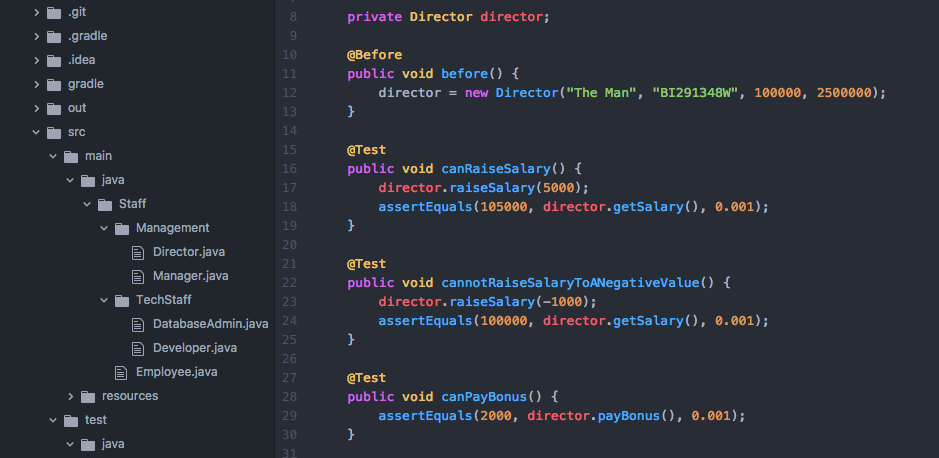 .git
.gradle
.idea
gradle
out
src
main
java
Staff
Management
Director.java
Manager.java
TechStaff
DatabaseAdmin.java
Developer.java
Employee.java
resources
test
java
8 private Director director;
9
10 @Before
11 public void before() {
12 director = new Director("The Man", "BI291348W", 100000, 2500000);
13 }
14
15 @Test
16 public void canRaiseSalary() {
17 director.raiseSalary(5000);
18 assertEquals(105000, director.getSalary(), 0.001);
19 }
20
21 @Test
22 public void cannotRaiseSalaryToANegativeValue() {
23 director.raiseSalary(-1000);
24 assertEquals(100000, director.getSalary(), 0.001);
25 }
26
27 @Test
28 public void canPayBonus() {
29 assertEquals(2000, director.payBonus(), 0.001);
30 }
31